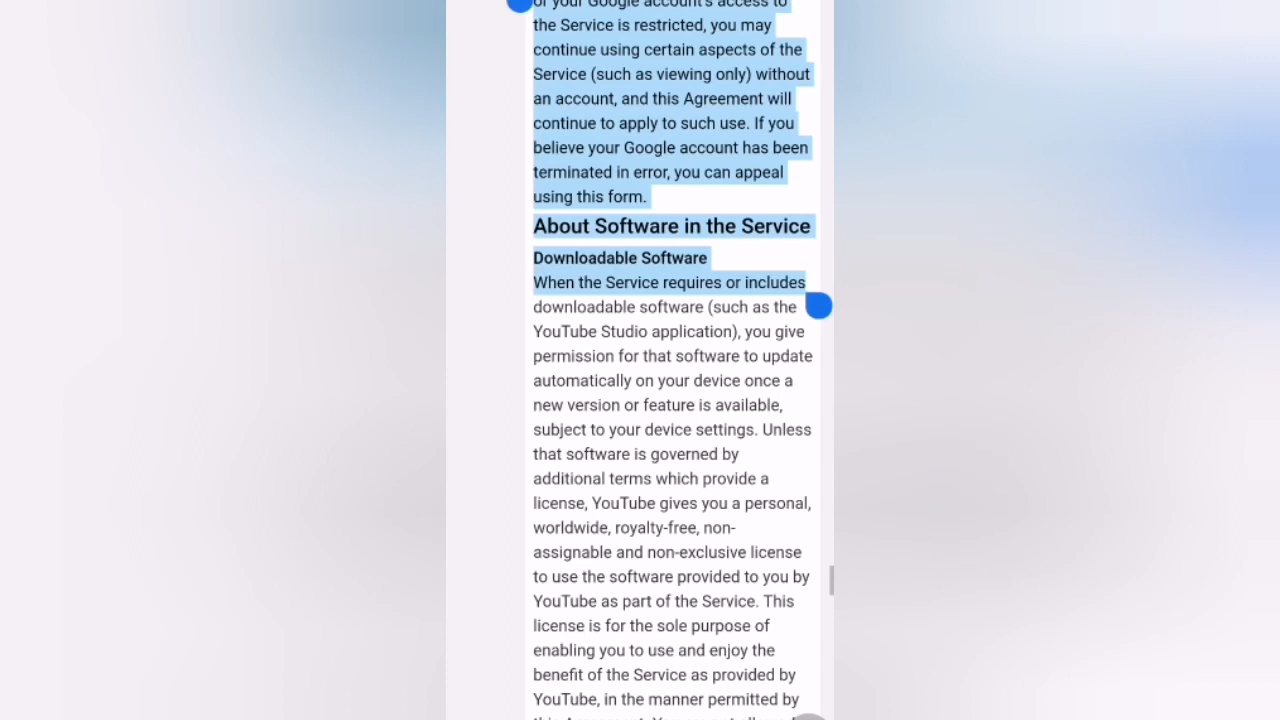 or your Google account's access to
the Service is restricted, you may
continue using certain aspects of the
Service (such as viewing only) without
an account, and this Agreement will
continue to apply to such use. If you
believe your Google account has been
terminated in error, you can appeal
using this form.
About Software in the Service
Downloadable Software
When the Service requires or includes
downloadable software (such as the
YouTube Studio application), you give
permission for that software to update
automatically on your device once a
new version or feature is available,
subject to your device settings. Unless
that software is governed by
additional terms which provide a
license, YouTube gives you a personal,
worldwide, royalty-free, non-
assignable and non-exclusive license
to use the software provided to you by
YouTube as part of the Service. This
license is for the sole purpose of
enabling you to use and enjoy the
benefit of the Service as provided by
YouTube, in the manner permitted by